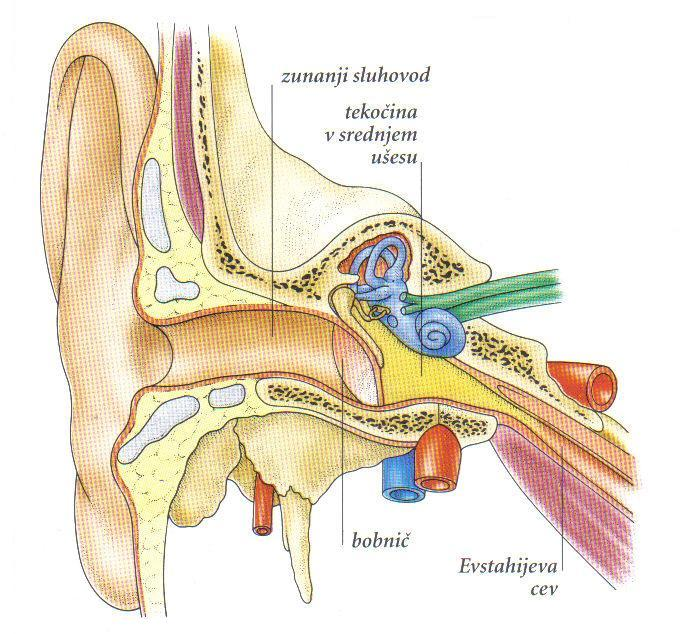 zunanji sluhovod
tekočina
v srednjem
ušesu
bobnič
Evstahijeva
cev